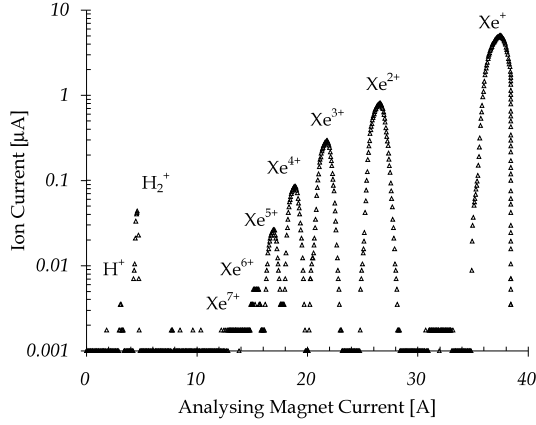 10
Xe⁺
Xe²⁺
1
Xe³⁺
Xe⁴⁺
H₂⁺
0.1
Xe⁵⁺
Ion Current [µA]
H⁺
Xe⁶⁺
0.01
Xe⁷⁺
0.001
0 10 20 30 40
Analysing Magnet Current [A]